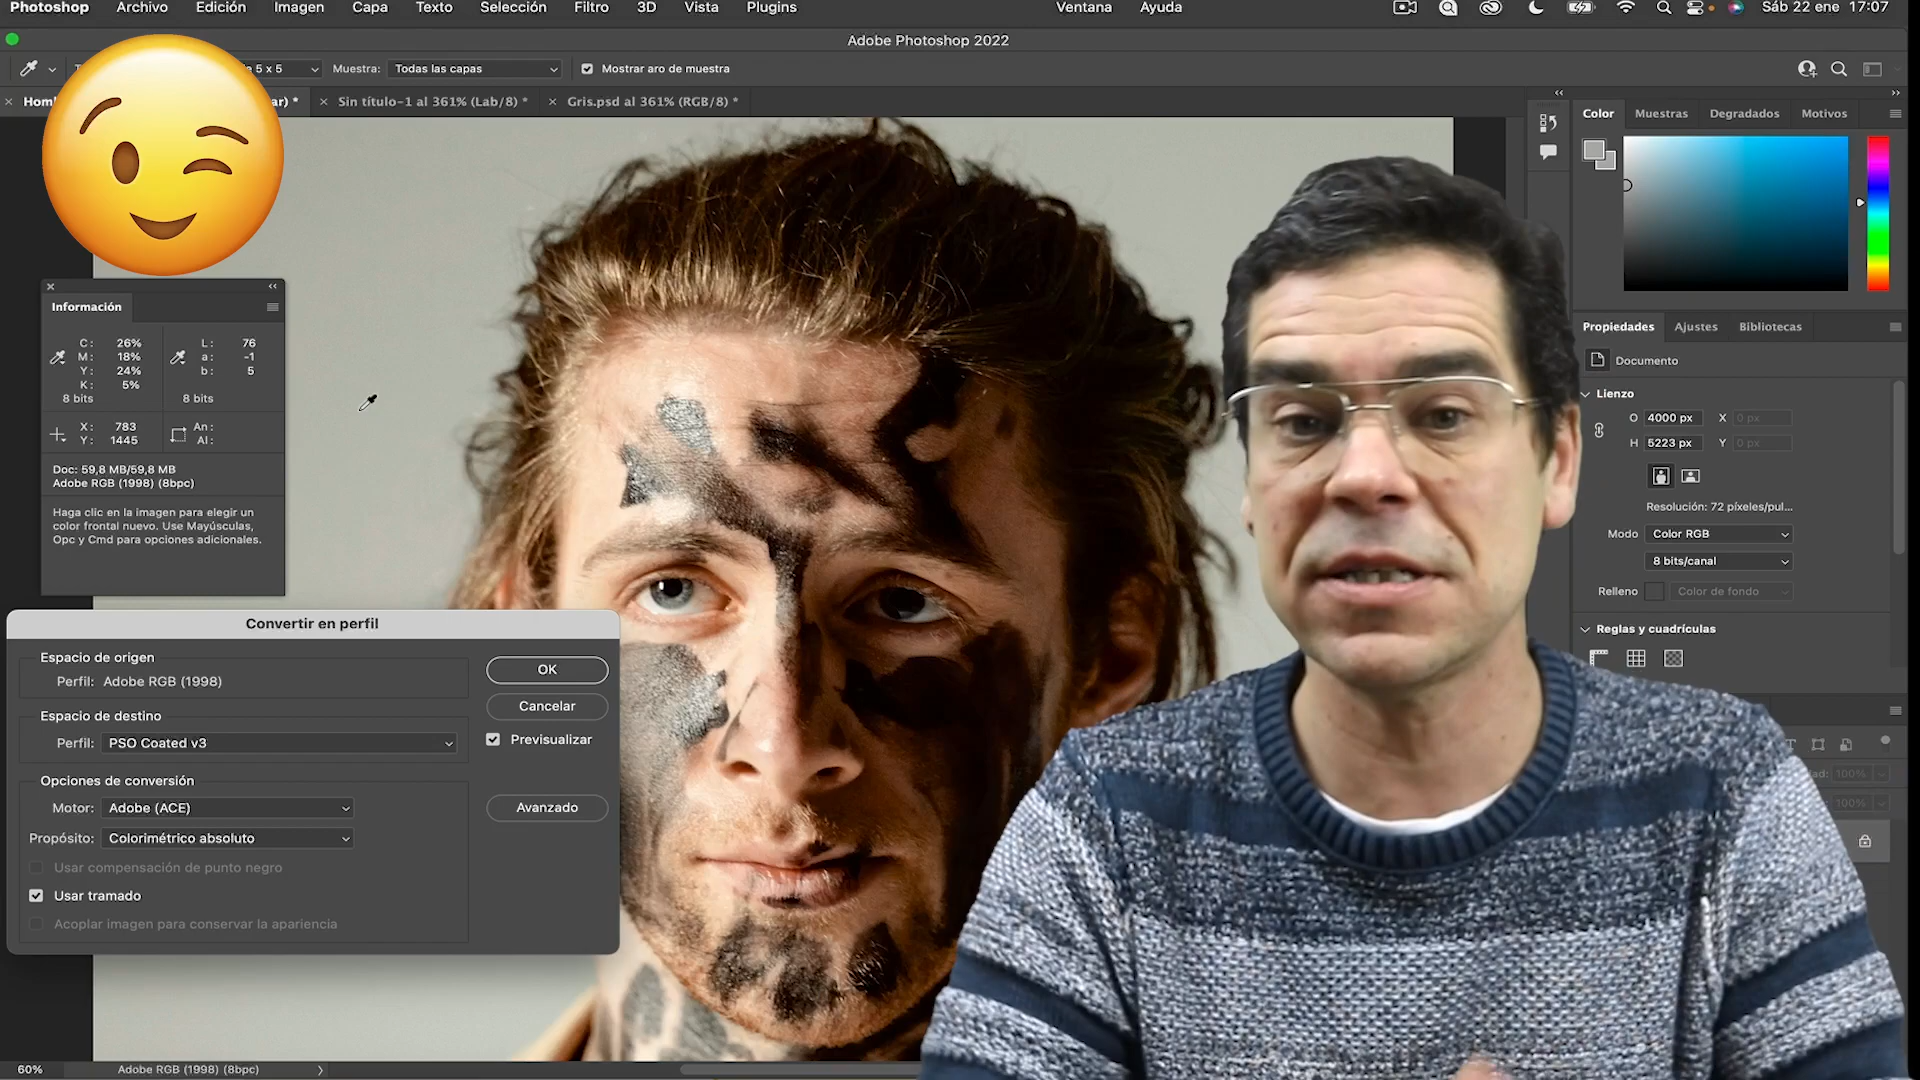 Photoshop Archivo Edición Imagen Capa Texto Selección Filtro 3D Vista Plugins Ventana Ayuda Sáb 22 ene 17:07
Adobe Photoshop 2022
5 x 5 Muestra: Todas las capas Mostrar aro de muestra
Sin título-1 al 361% (Lab/8) * Gris.psd al 361% (RGB/8) *
Color Muestras Degradados Motivos
Información
C: 26% L: 76
M: 18% a: -1
Y: 24% b: 5
K: 5%
8 bits 8 bits
X: 783 An:
Y: 1445 Al:
Doc: 59,8 MB/59,8 MB
Adobe RGB (1998) (8bpc)
Haga clic en la imagen para elegir un
color frontal nuevo. Use Mayúsculas,
Opc y Cmd para opciones adicionales.
Propiedades Ajustes Bibliotecas
Documento
Lienzo
O 4000 px X 0 px
H 5223 px Y 0 px
Resolución: 72 píxeles/pul...
Modo Color RGB
8 bits/canal
Relleno Color de fondo
Reglas y cuadrículas
100%
100%
Convertir en perfil
Espacio de origen
Perfil: Adobe RGB (1998)
Espacio de destino
Perfil: PSO Coated v3
Opciones de conversión
Motor: Adobe (ACE)
Propósito: Colorimétrico absoluto
Usar compensación de punto negro
Usar tramado
Acoplar imagen para conservar la apariencia
OK
Cancelar
Previsualizar
Avanzado
60% Adobe RGB (1998) (8bpc)